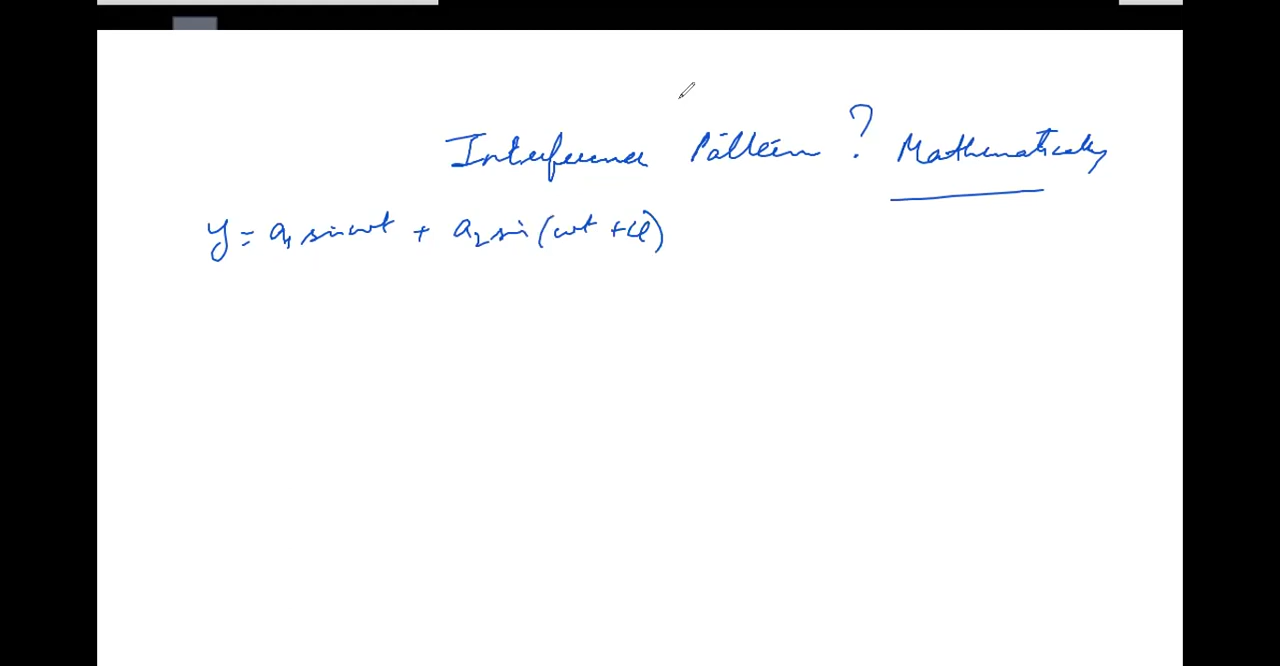 Interference Pattern ? Mathematically
y = a₁ sin ωt + a₂ sin (ωt + φ)